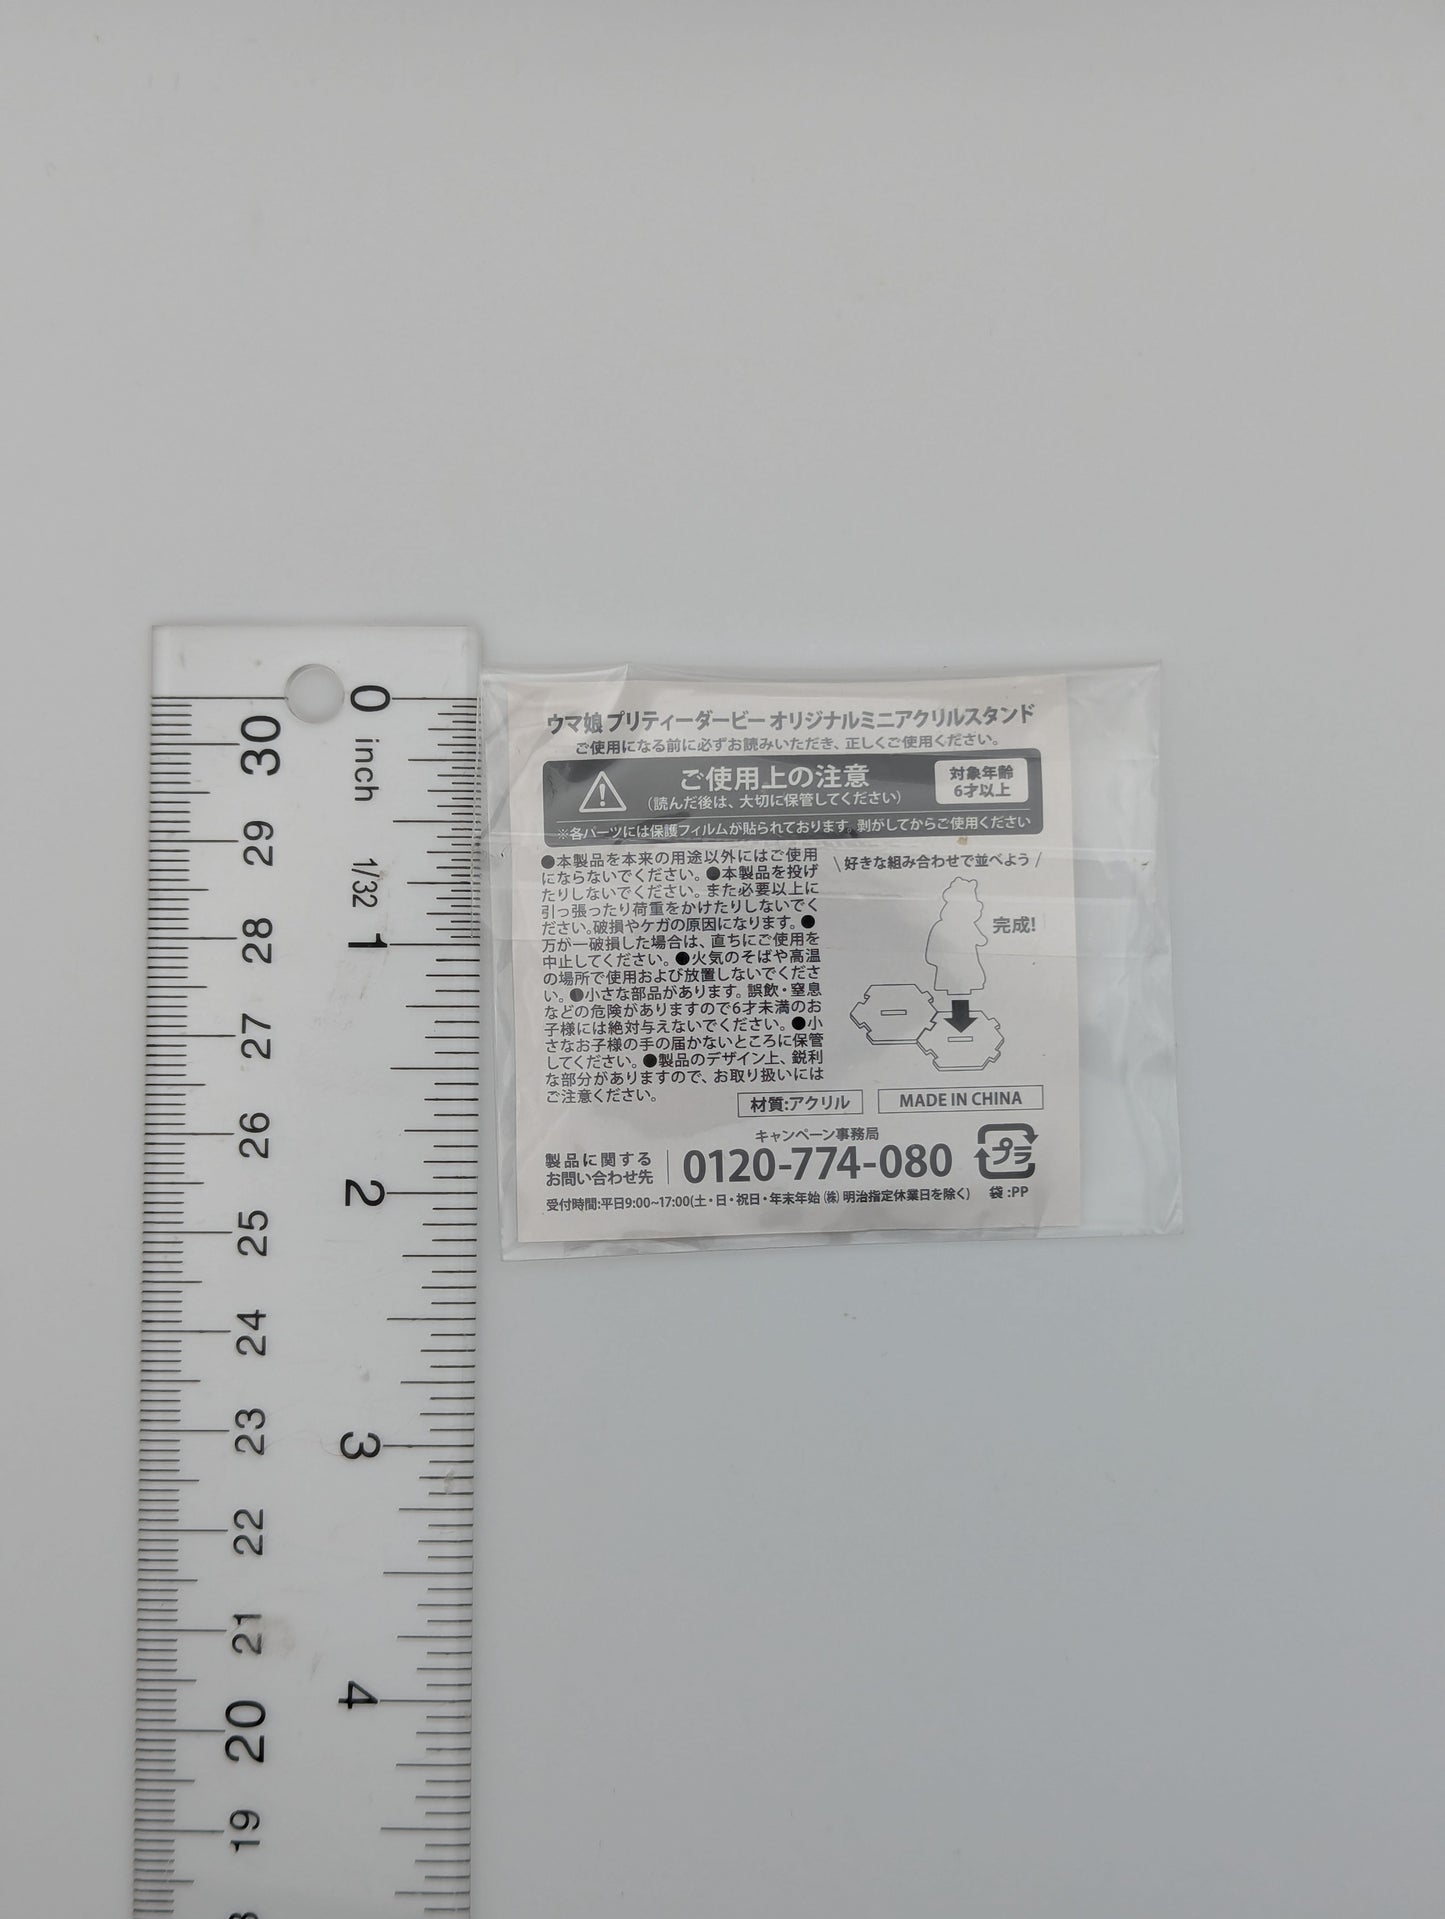 ウマ娘 プリティーダービー オリジナルミニアクリルスタンド
ご使用になる前に必ずお読みいただき、正しくご使用ください。
ご使用上の注意
(読んだ後は、大切に保管してください)
対象年齢
6才以上
※各パーツには保護フィルムが貼られております。剥がしてからご使用ください
●本製品を本来の用途以外にはご使用
にならないでください。●本製品を投げ
たりしないでください。また必要以上に
引っ張ったり荷重をかけたりしないでく
ださい。破損やケガの原因になります。●
万が一破損した場合は、直ちにご使用を
中止してください。●火気のそばや高温
の場所で使用および放置しないでくださ
い。●小さな部品があります。誤飲・窒息
などの危険がありますので6才未満のお
子様には絶対与えないでください。●小
さなお子様の手の届かないところに保管
してください。●製品のデザイン上、鋭利
な部分がありますので、お取り扱いには
ご注意ください。
\ 好きな組み合わせで並べよう /
完成!
材質:アクリル
MADE IN CHINA
キャンペーン事務局
製品に関する
お問い合わせ先
0120-774-080
プラ
袋:PP
受付時間:平日9:00~17:00(土・日・祝日・年末年始 (株) 明治指定休業日を除く)
0 inch 1/32 1 2 3 4
30 29 28 27 26 25 24 23 22 21 20 19